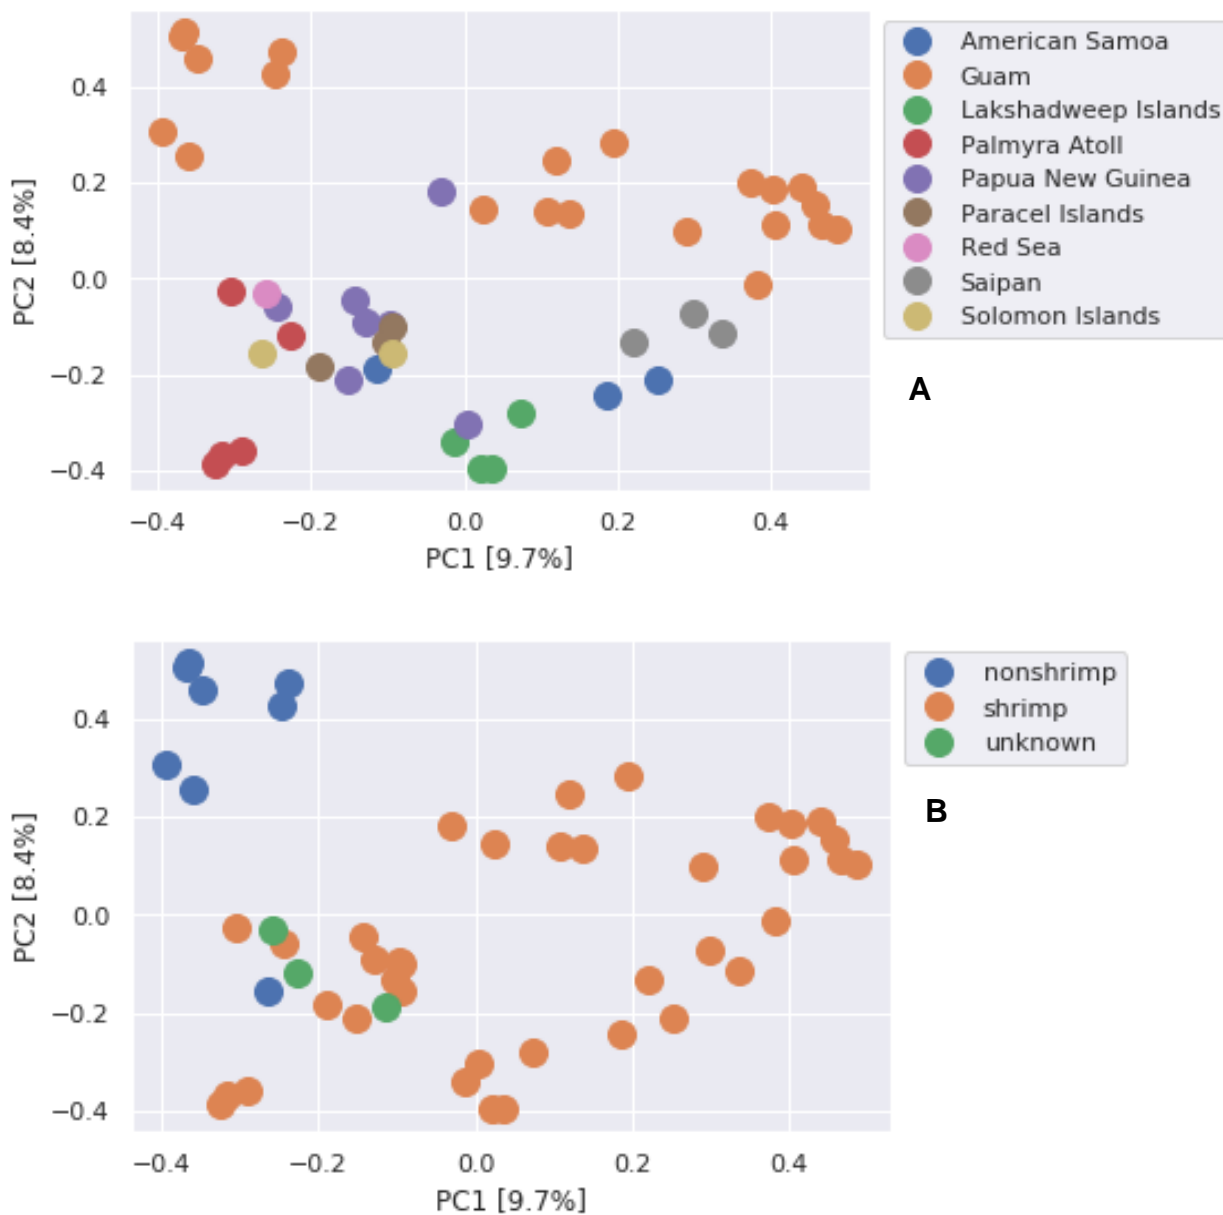 0.4
0.2
0.0
−0.2
−0.4
PC2 [8.4%]
−0.4
−0.2
0.0
0.2
0.4
PC1 [9.7%]
American Samoa
Guam
Lakshadweep Islands
Palmyra Atoll
Papua New Guinea
Paracel Islands
Red Sea
Saipan
Solomon Islands
A
0.4
0.2
0.0
−0.2
−0.4
PC2 [8.4%]
−0.4
−0.2
0.0
0.2
0.4
PC1 [9.7%]
nonshrimp
shrimp
unknown
B